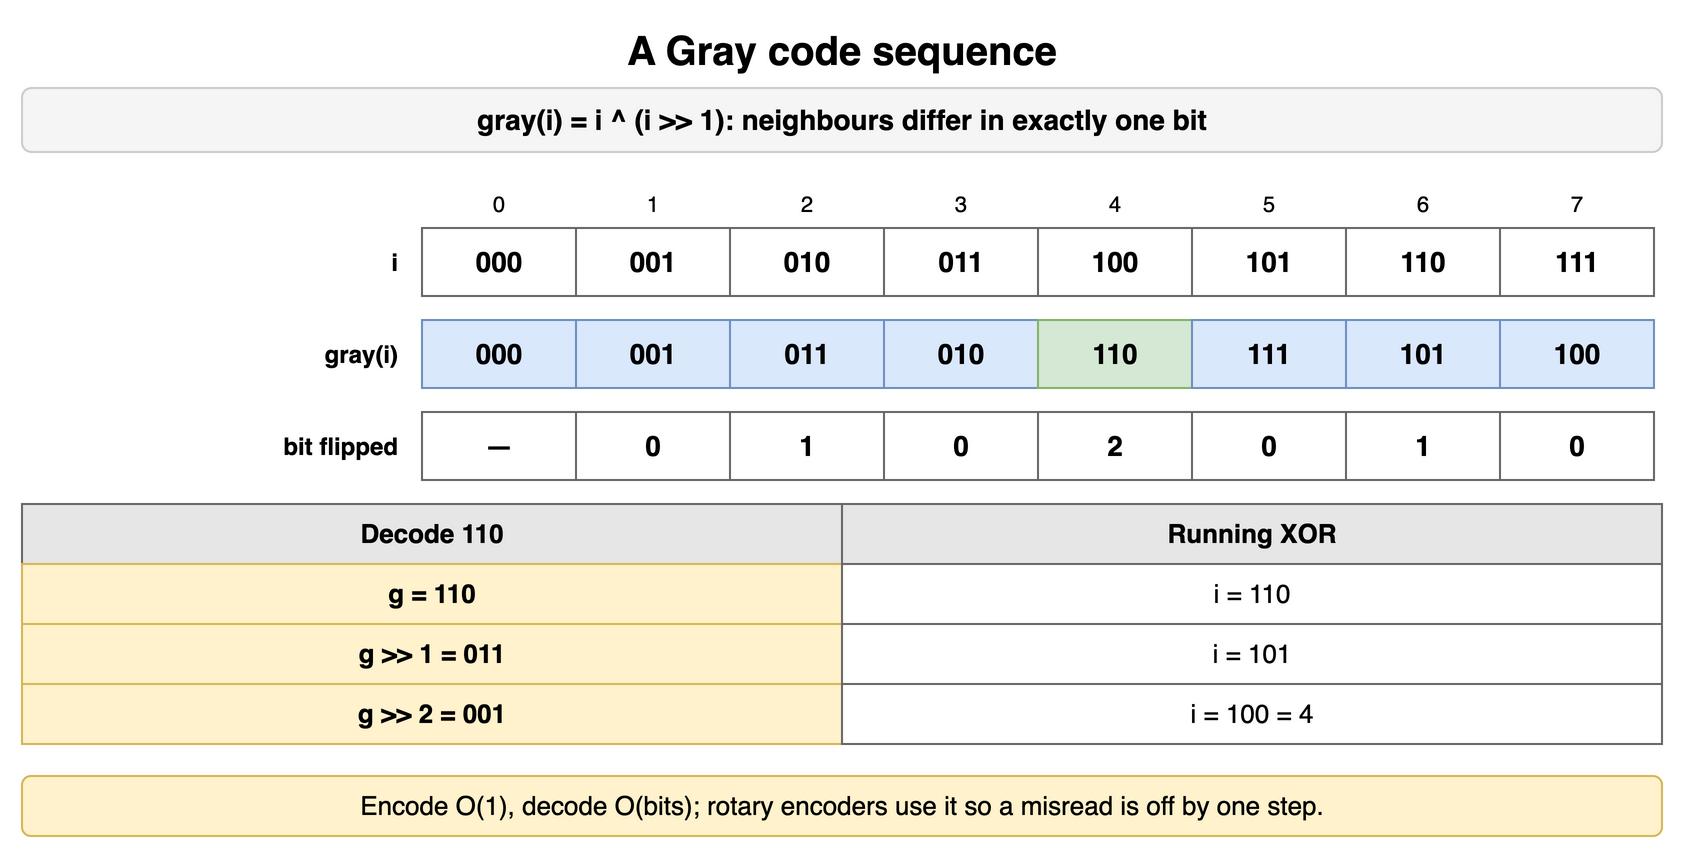 A Gray code sequence
gray(i) = i ^ (i >> 1): neighbours differ in exactly one bit
0 1 2 3 4 5 6 7
i 000 001 010 011 100 101 110 111
gray(i) 000 001 011 010 110 111 101 100
bit flipped — 0 1 0 2 0 1 0
Decode 110 Running XOR
g = 110 i = 110
g >> 1 = 011 i = 101
g >> 2 = 001 i = 100 = 4
Encode O(1), decode O(bits); rotary encoders use it so a misread is off by one step.